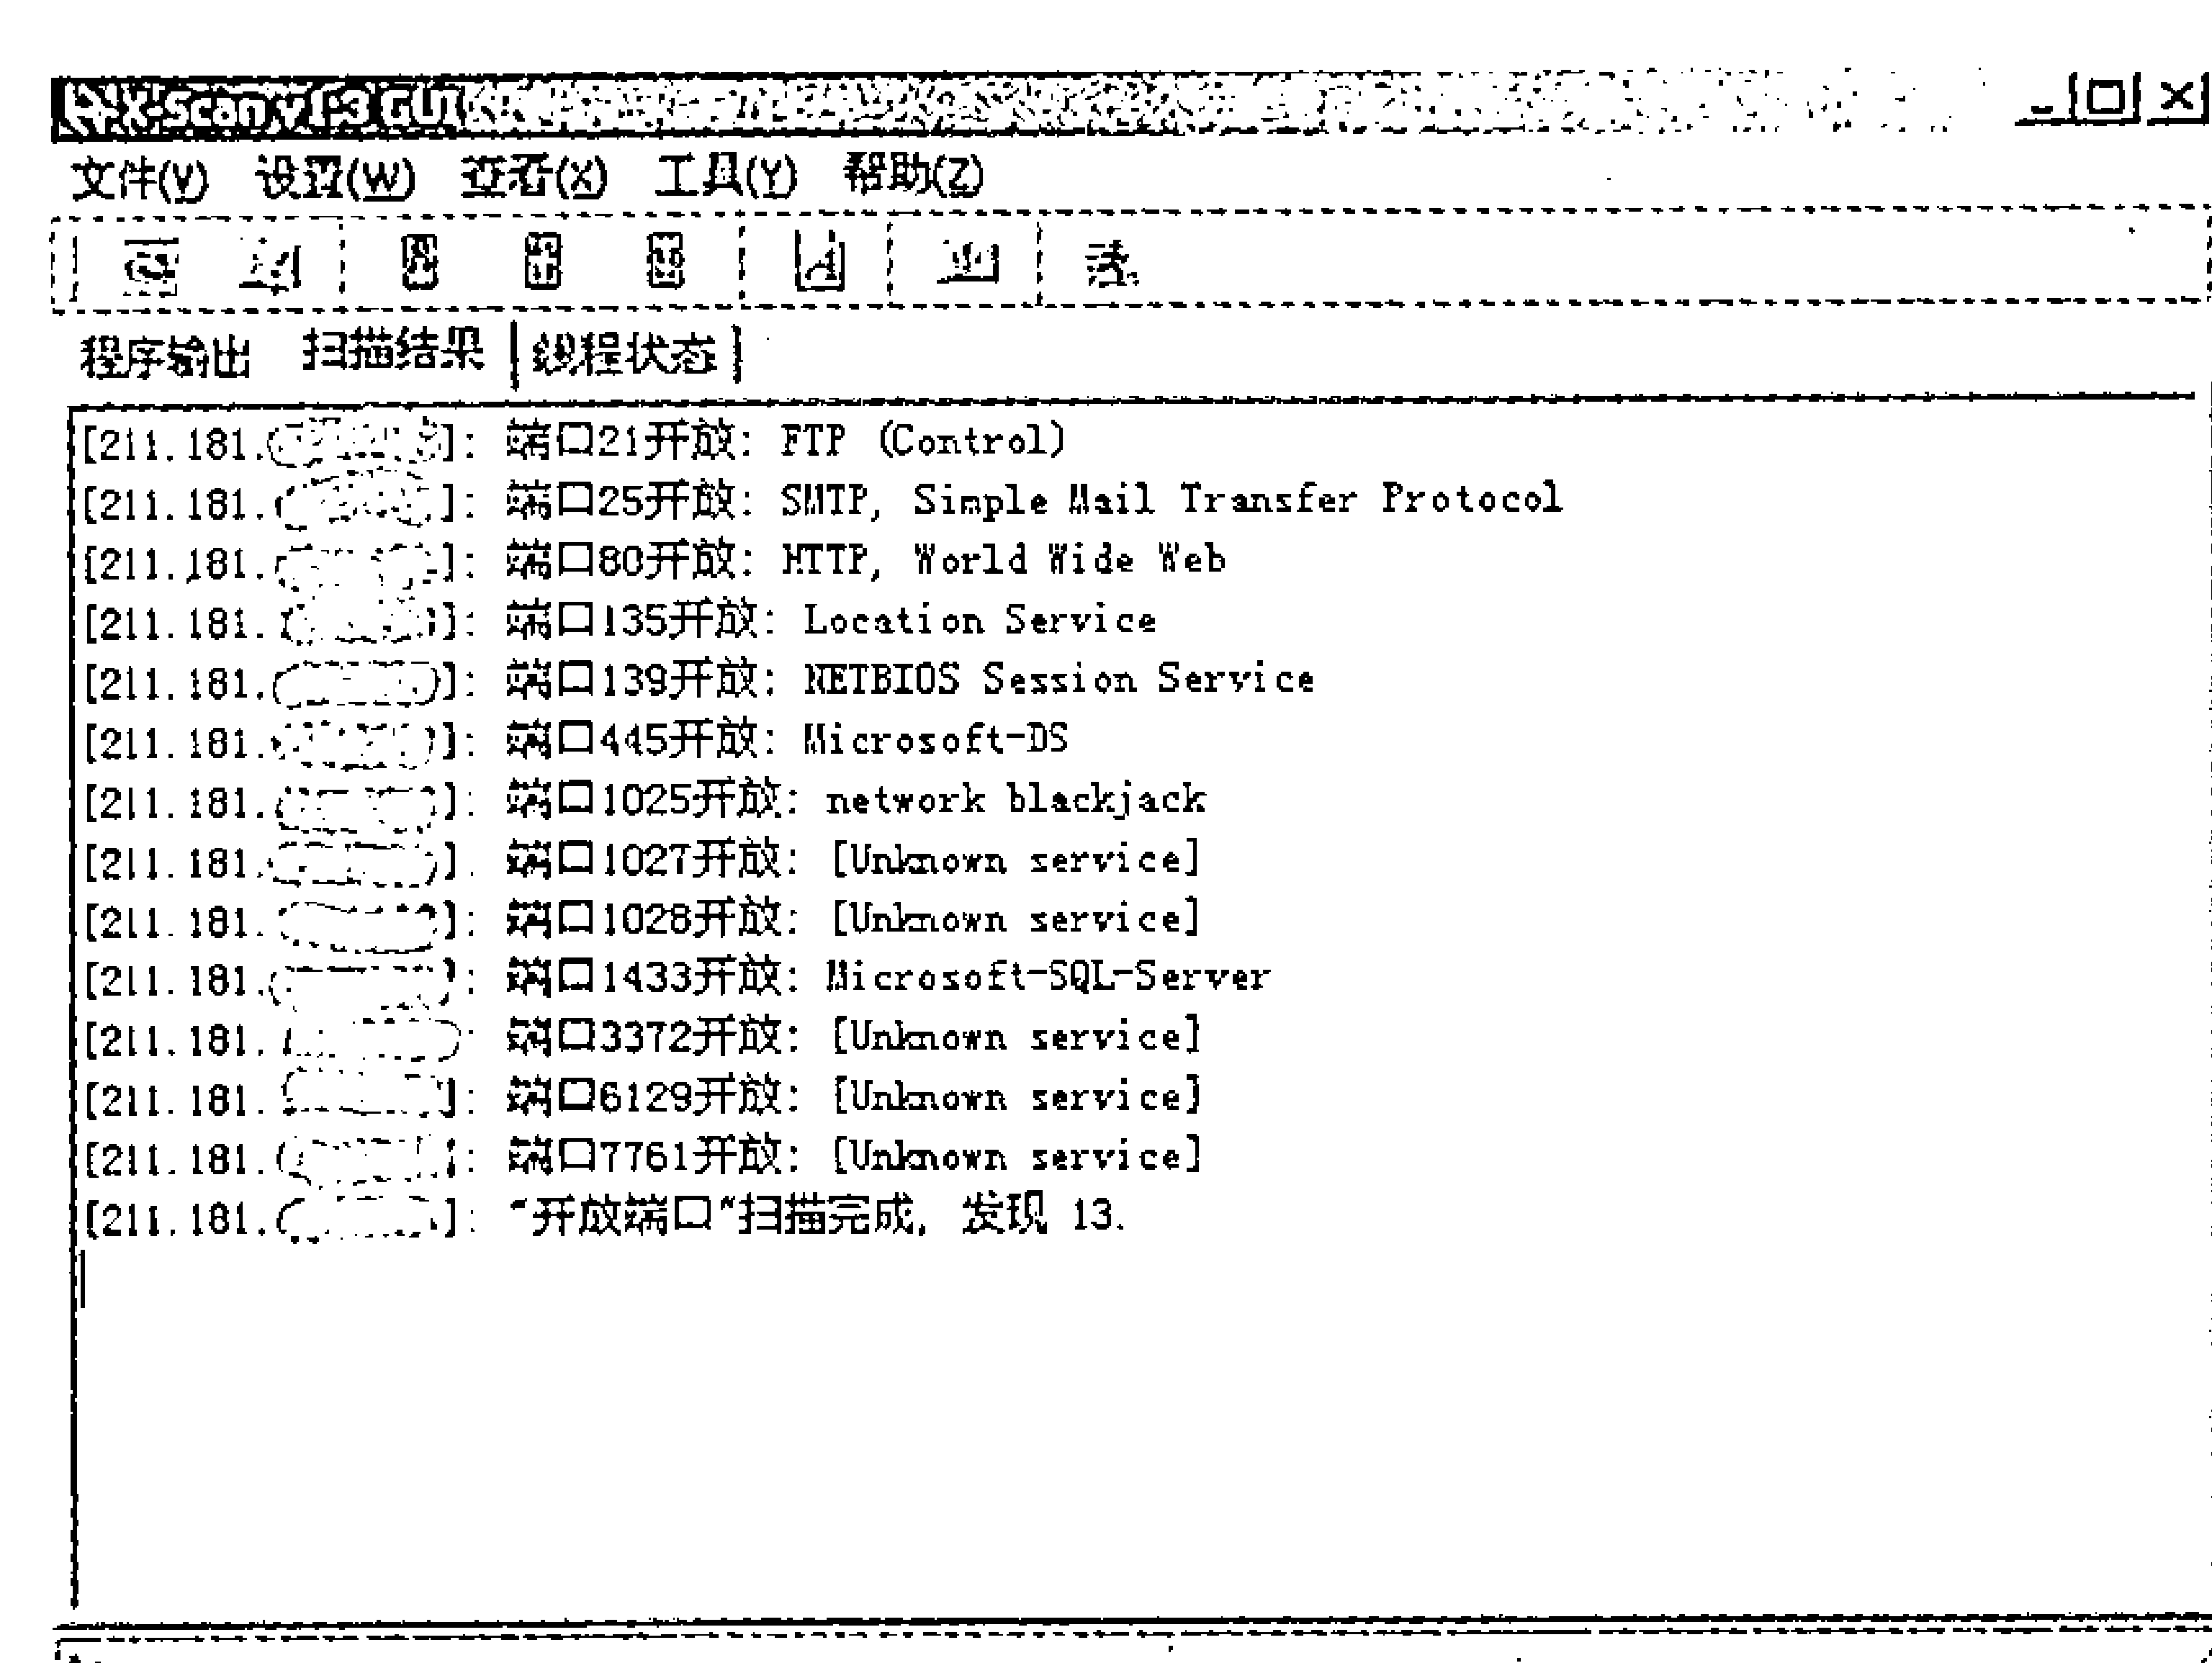 X-Scan v1.3 GUI
文件(V) 设置(W) 查看(X) 工具(Y) 帮助(Z)
程序输出 扫描结果 线程状态
[211.181. ]: 端口21开放: FTP (Control)
[211.181. ]: 端口25开放: SMTP, Simple Mail Transfer Protocol
[211.181. ]: 端口80开放: HTTP, World Wide Web
[211.181. ]: 端口135开放: Location Service
[211.181. ]: 端口139开放: NETBIOS Session Service
[211.181. ]: 端口445开放: Microsoft-DS
[211.181. ]: 端口1025开放: network blackjack
[211.181. ]: 端口1027开放: [Unknown service]
[211.181. ]: 端口1028开放: [Unknown service]
[211.181. ]: 端口1433开放: Microsoft-SQL-Server
[211.181. ]: 端口3372开放: [Unknown service]
[211.181. ]: 端口6129开放: [Unknown service]
[211.181. ]: 端口7761开放: [Unknown service]
[211.181. ]: "开放端口"扫描完成, 发现 13.